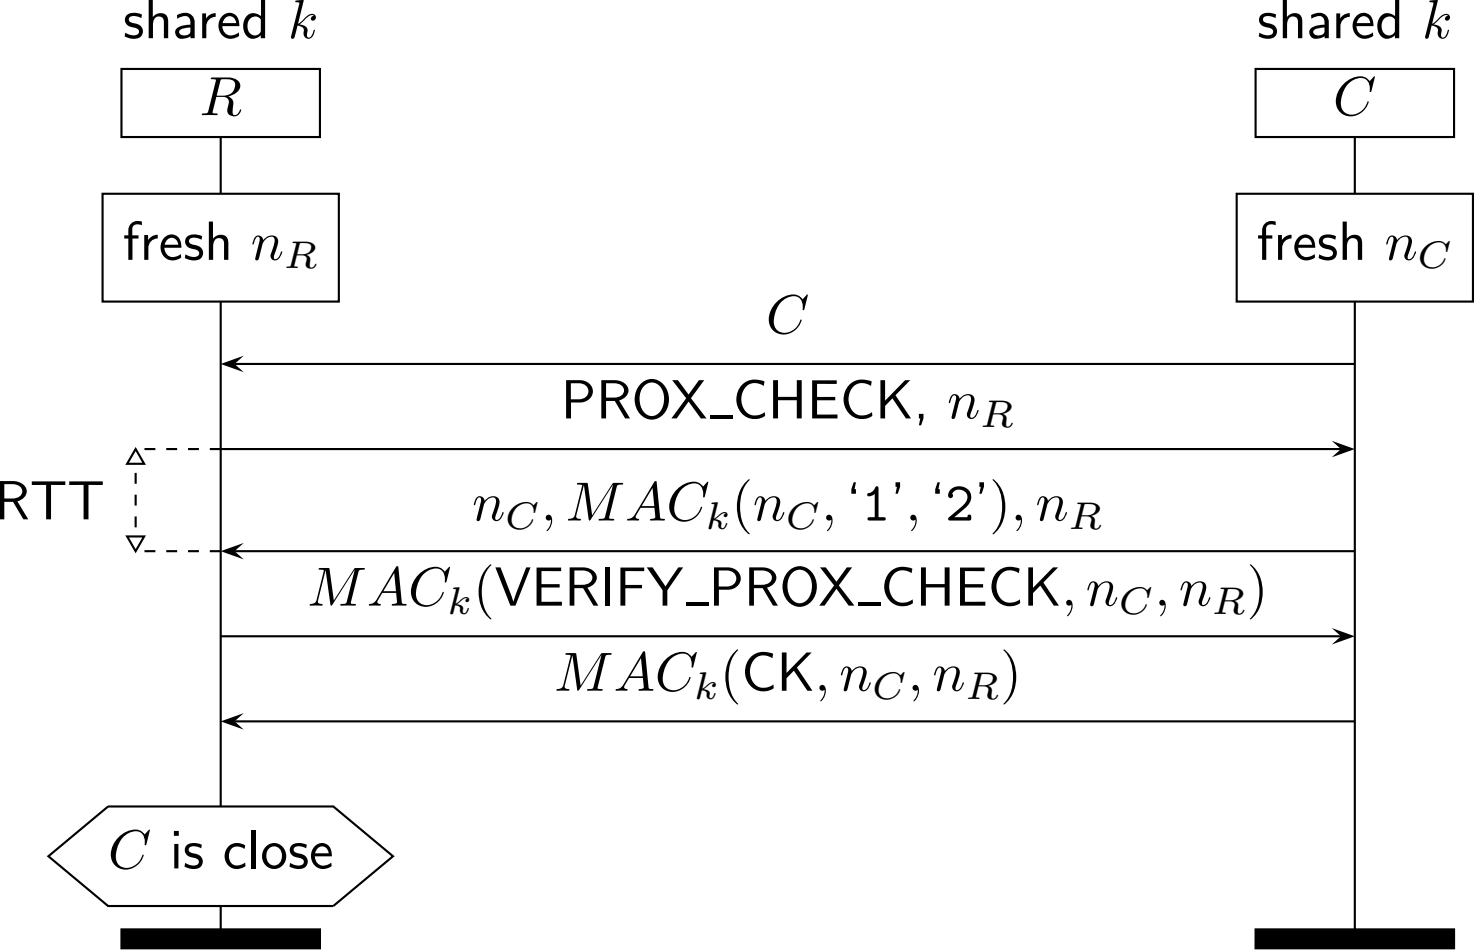 shared k shared k
R C
fresh n_R fresh n_C
C
PROX_CHECK, n_R
RTT n_C, MAC_k(n_C, ‘1’, ‘2’), n_R
MAC_k(VERIFY_PROX_CHECK, n_C, n_R)
MAC_k(CK, n_C, n_R)
C is close